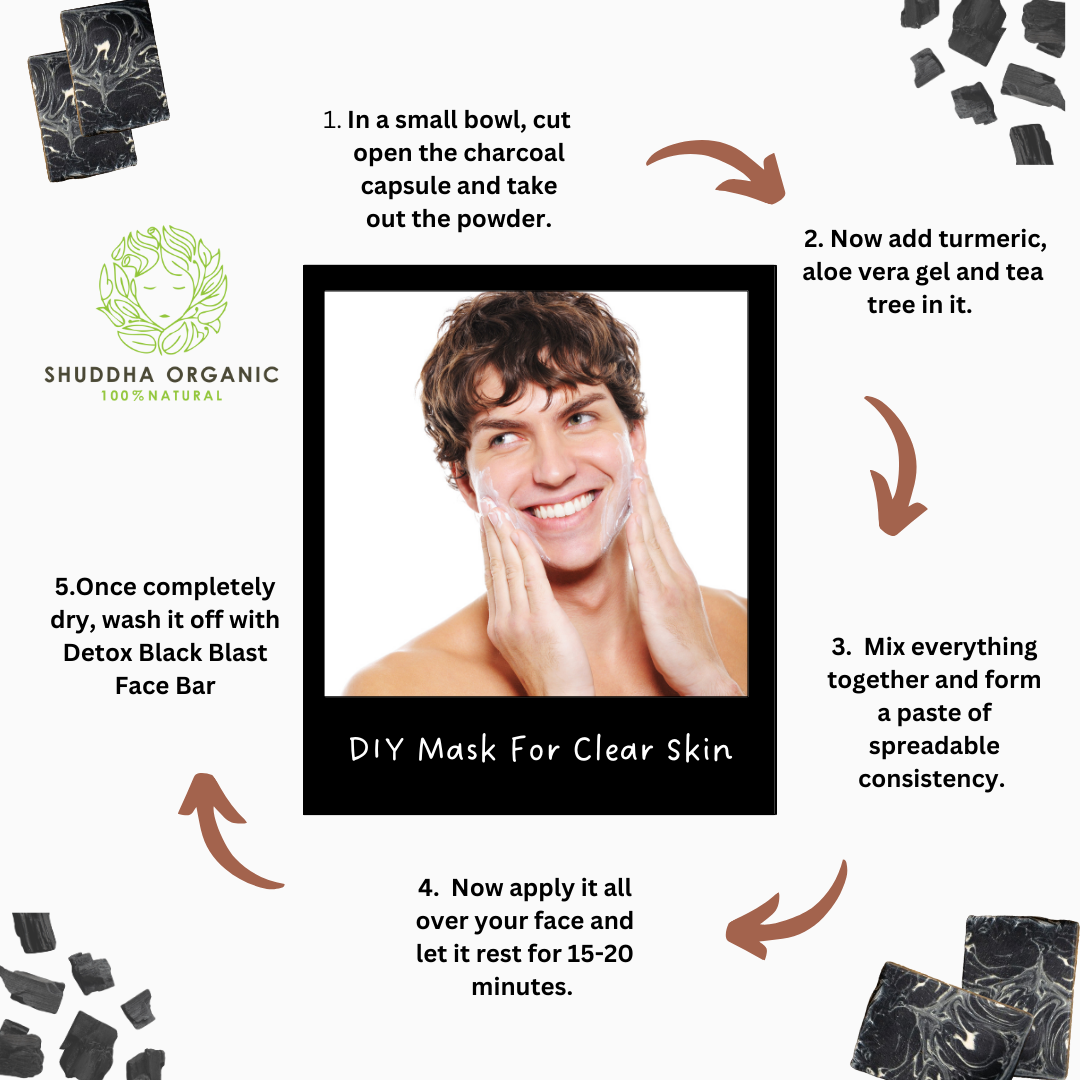 1. In a small bowl, cut
open the charcoal
capsule and take
out the powder.
2. Now add turmeric,
aloe vera gel and tea
tree in it.
SHUDDHA ORGANIC
100%NATURAL
3. Mix everything
together and form
a paste of
spreadable
consistency.
4. Now apply it all
over your face and
let it rest for 15-20
minutes.
5.Once completely
dry, wash it off with
Detox Black Blast
Face Bar
DIY Mask For Clear Skin